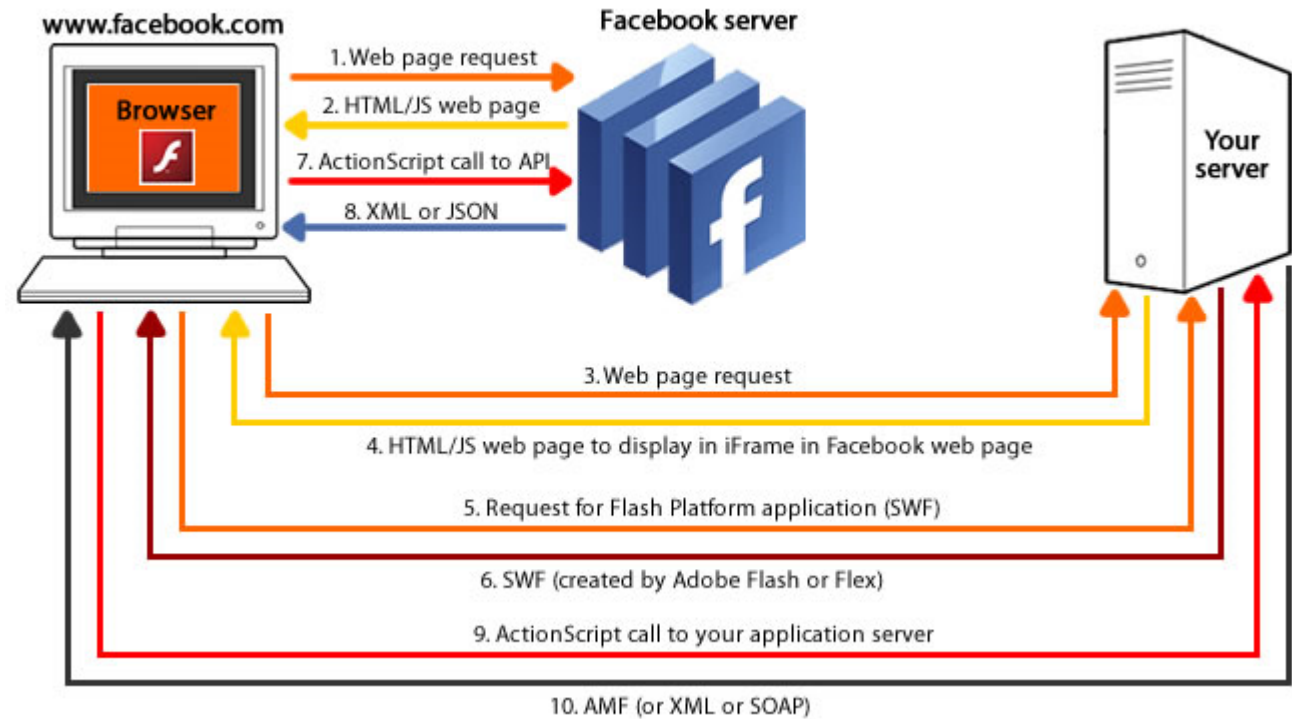 www.facebook.com
Facebook server
1. Web page request
2. HTML/JS web page
Browser
7. ActionScript call to API
8. XML or JSON
Your
server
3. Web page request
4. HTML/JS web page to display in iFrame in Facebook web page
5. Request for Flash Platform application (SWF)
6. SWF (created by Adobe Flash or Flex)
9. ActionScript call to your application server
10. AMF (or XML or SOAP)